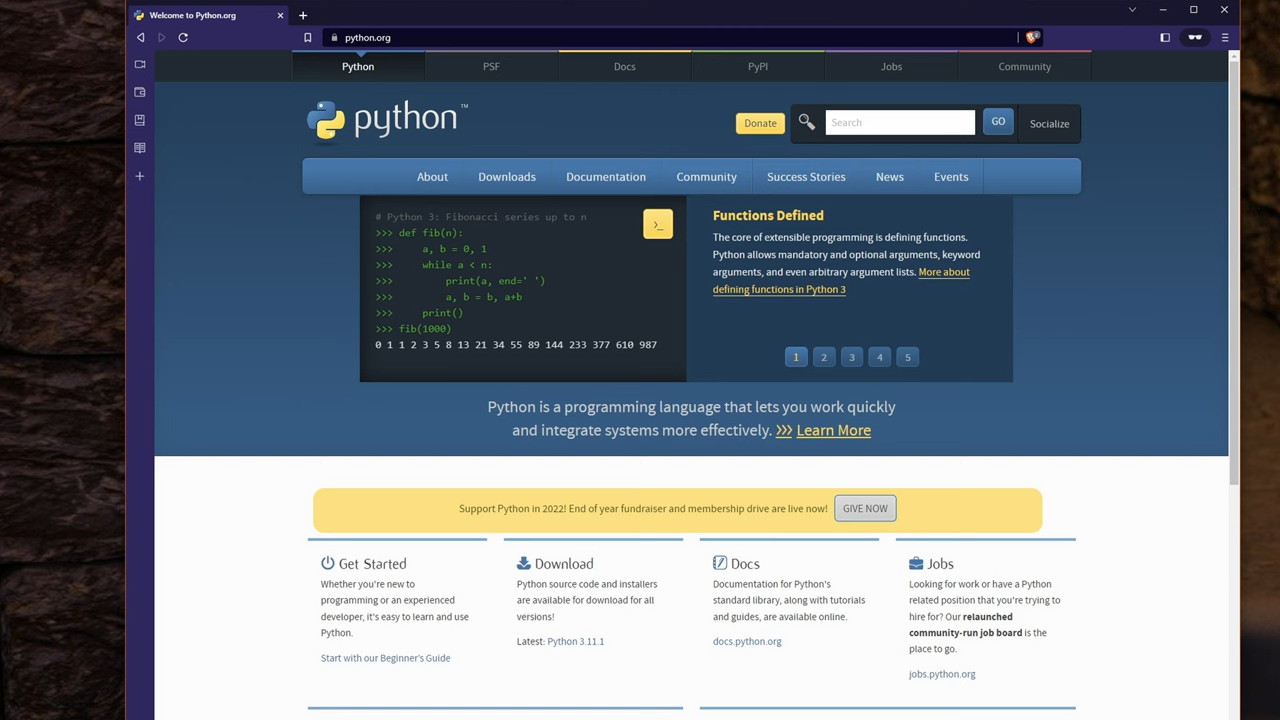 Welcome to Python.org
python.org
Python
PSF
Docs
PyPI
Jobs
Community
python™
Donate
Search
GO
Socialize
About
Downloads
Documentation
Community
Success Stories
News
Events
# Python 3: Fibonacci series up to n
>>> def fib(n):
>>>     a, b = 0, 1
>>>     while a < n:
>>>         print(a, end=' ')
>>>         a, b = b, a+b
>>>     print()
>>> fib(1000)
0 1 1 2 3 5 8 13 21 34 55 89 144 233 377 610 987
>_
Functions Defined
The core of extensible programming is defining functions.
Python allows mandatory and optional arguments, keyword
arguments, and even arbitrary argument lists. More about
defining functions in Python 3
1
2
3
4
5
Python is a programming language that lets you work quickly
and integrate systems more effectively. >>> Learn More
Support Python in 2022! End of year fundraiser and membership drive are live now!
GIVE NOW
Get Started
Whether you're new to
programming or an experienced
developer, it's easy to learn and use
Python.
Start with our Beginner's Guide
Download
Python source code and installers
are available for download for all
versions!
Latest: Python 3.11.1
Docs
Documentation for Python's
standard library, along with tutorials
and guides, are available online.
docs.python.org
Jobs
Looking for work or have a Python
related position that you're trying to
hire for? Our relaunched
community-run job board is the
place to go.
jobs.python.org